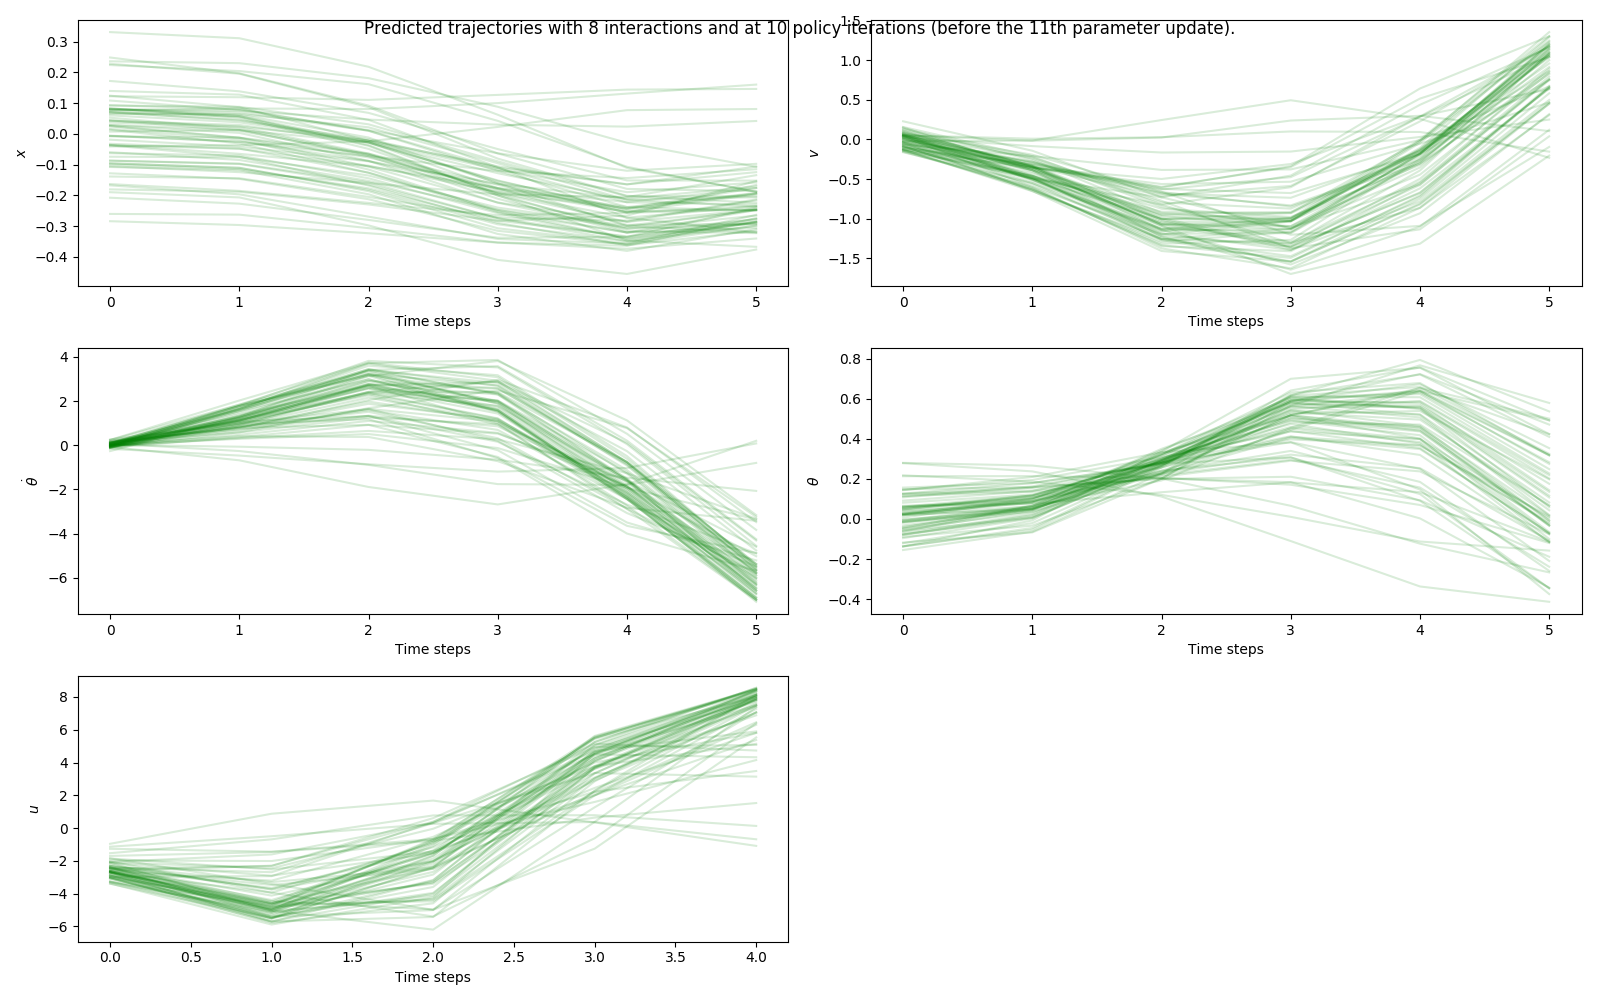 Predicted trajectories with 8 interactions and at 10 policy iterations (before the 11th parameter update).
x
0.3
0.2
0.1
0.0
−0.1
−0.2
−0.3
−0.4
0 1 2 3 4 5
Time steps
v
1.5
1.0
0.5
0.0
−0.5
−1.0
−1.5
0 1 2 3 4 5
Time steps
θ̇
4
2
0
−2
−4
−6
0 1 2 3 4 5
Time steps
θ
0.8
0.6
0.4
0.2
0.0
−0.2
−0.4
0 1 2 3 4 5
Time steps
u
8
6
4
2
0
−2
−4
−6
0.0 0.5 1.0 1.5 2.0 2.5 3.0 3.5 4.0
Time steps